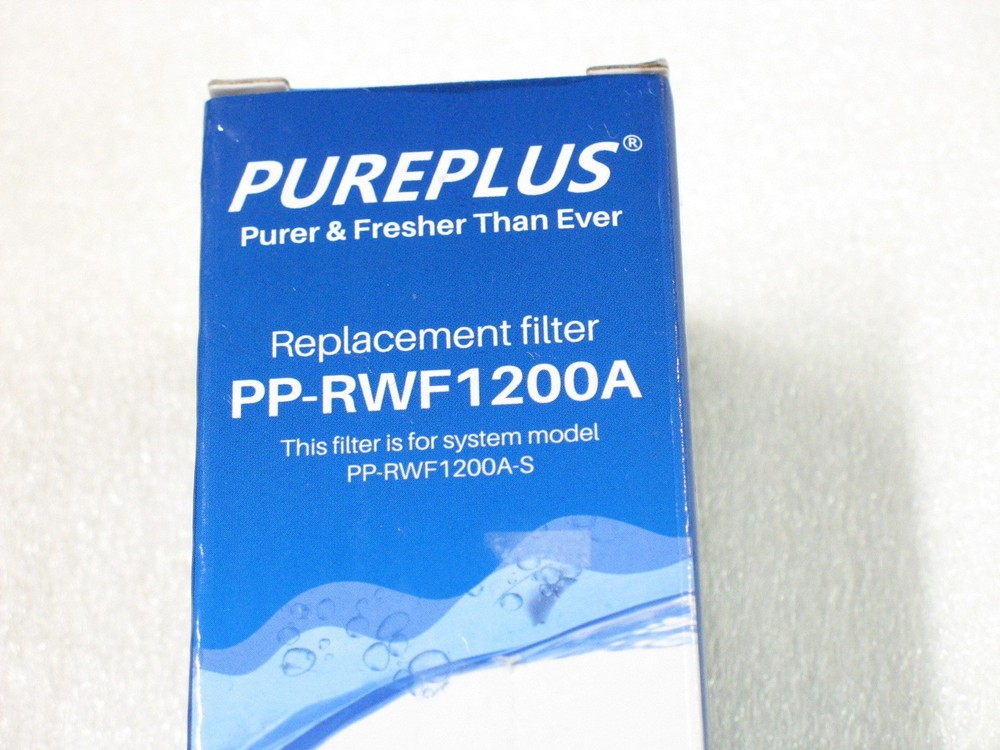 PUREPLUS®
Purer & Fresher Than Ever
Replacement filter
PP-RWF1200A
This filter is for system model
PP-RWF1200A-S